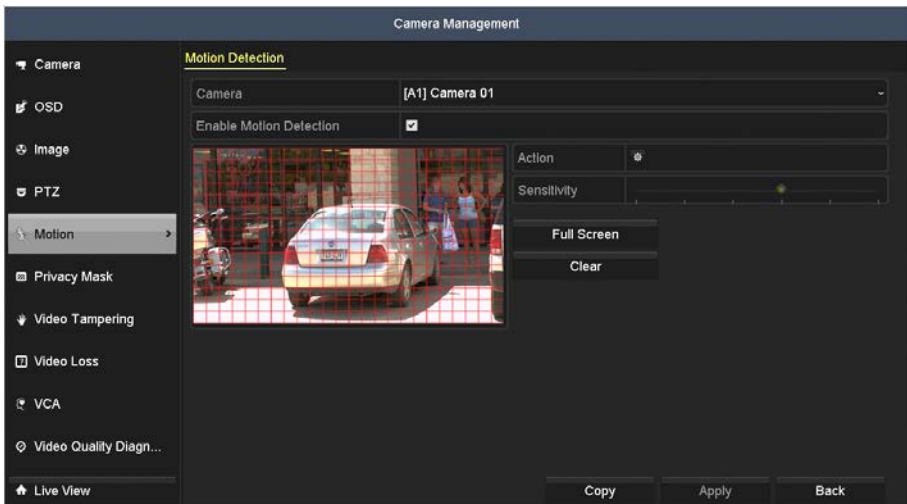 Camera Management
Camera
OSD
Image
PTZ
Motion
Privacy Mask
Video Tampering
Video Loss
VCA
Video Quality Diagn...
Live View
Motion Detection
Camera
[A1] Camera 01
Enable Motion Detection
Action
Sensitivity
Full Screen
Clear
Copy
Apply
Back